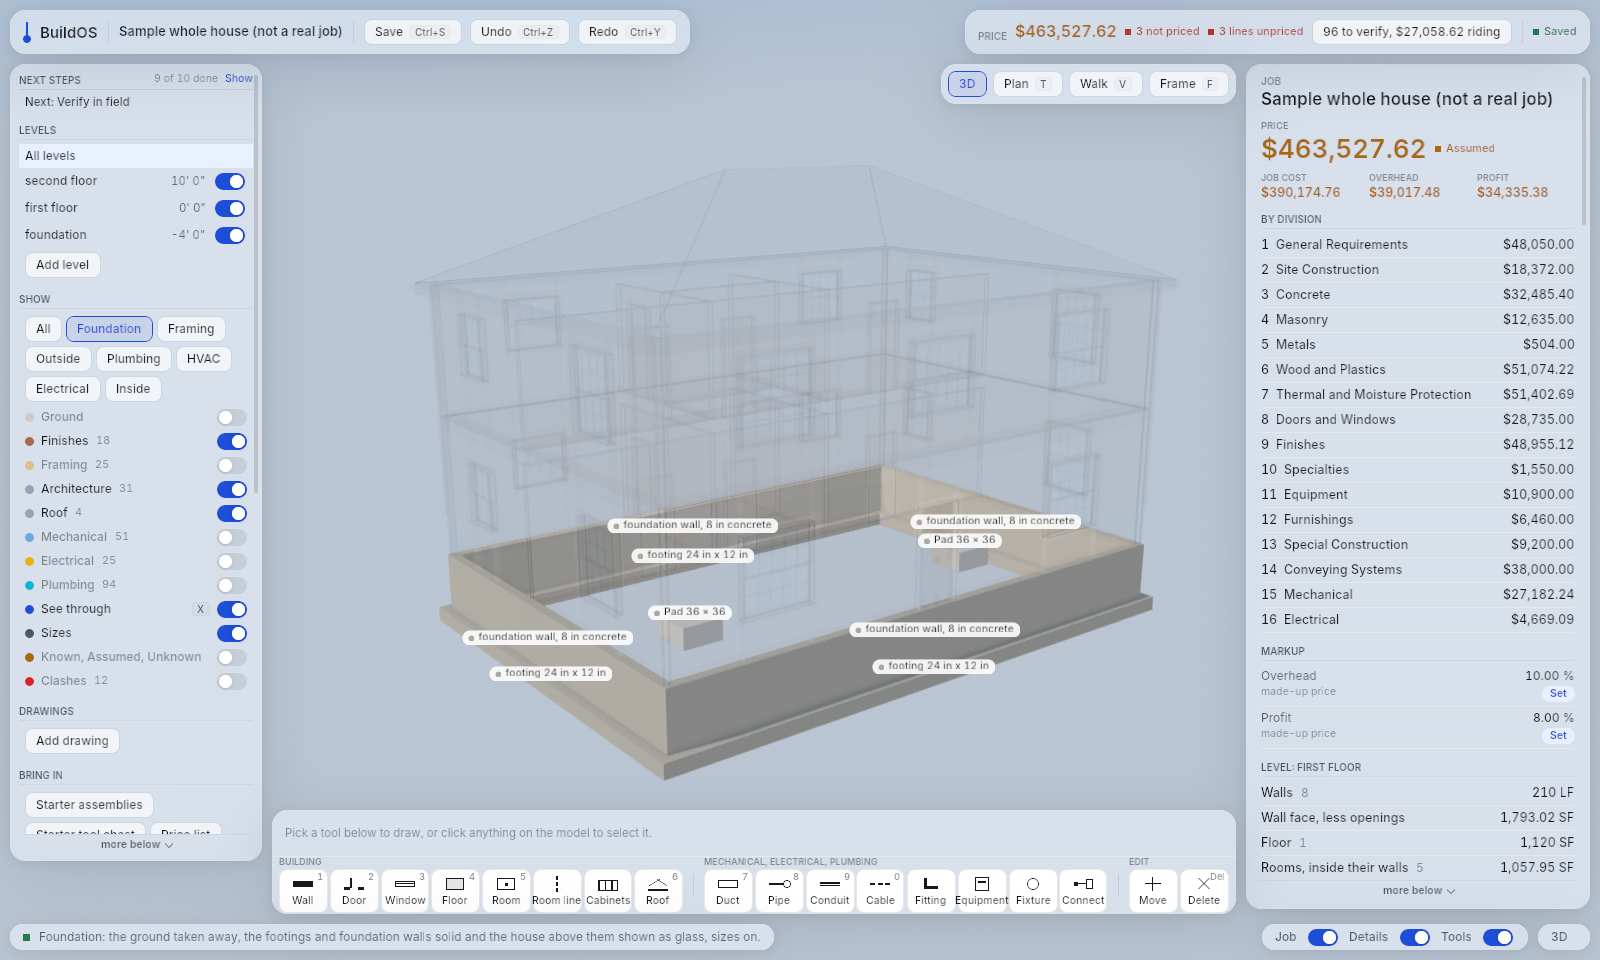 BuildOS
Sample whole house (not a real job)
Save Ctrl+S
Undo Ctrl+Z
Redo Ctrl+Y
PRICE $463,527.62
3 not priced
3 lines unpriced
96 to verify, $27,058.62 riding
Saved
NEXT STEPS 9 of 10 done Show
Next: Verify in field
LEVELS
All levels
second floor 10' 0"
first floor 0' 0"
foundation -4' 0"
Add level
SHOW
All Foundation Framing
Outside Plumbing HVAC
Electrical Inside
Ground
Finishes 18
Framing 25
Architecture 31
Roof 4
Mechanical 51
Electrical 25
Plumbing 94
See through X
Sizes
Known, Assumed, Unknown
Clashes 12
DRAWINGS
Add drawing
BRING IN
Starter assemblies
Starter tool chest Price list
more below
3D Plan T Walk V Frame F
foundation wall, 8 in concrete
foundation wall, 8 in concrete
Pad 36 × 36
footing 24 in x 12 in
Pad 36 × 36
foundation wall, 8 in concrete
foundation wall, 8 in concrete
footing 24 in x 12 in
footing 24 in x 12 in
Pick a tool below to draw, or click anything on the model to select it.
BUILDING
1 Wall
2 Door
3 Window
4 Floor
5 Room
Room line
Cabinets
6 Roof
MECHANICAL, ELECTRICAL, PLUMBING
7 Duct
8 Pipe
9 Conduit
0 Cable
Fitting
Equipment
Fixture
Connect
EDIT
Move
Del Delete
JOB
Sample whole house (not a real job)
PRICE
$463,527.62 Assumed
JOB COST OVERHEAD PROFIT
$390,174.76 $39,017.48 $34,335.38
BY DIVISION
1 General Requirements $48,050.00
2 Site Construction $18,372.00
3 Concrete $32,485.40
4 Masonry $12,635.00
5 Metals $504.00
6 Wood and Plastics $51,074.22
7 Thermal and Moisture Protection $51,402.69
8 Doors and Windows $28,735.00
9 Finishes $48,955.12
10 Specialties $1,550.00
11 Equipment $10,900.00
12 Furnishings $6,460.00
13 Special Construction $9,200.00
14 Conveying Systems $38,000.00
15 Mechanical $27,182.24
16 Electrical $4,669.09
MARKUP
Overhead 10.00 %
made-up price Set
Profit 8.00 %
made-up price Set
LEVEL: FIRST FLOOR
Walls 8 210 LF
Wall face, less openings 1,793.02 SF
Floor 1 1,120 SF
Rooms, inside their walls 5 1,057.95 SF
more below
Foundation: the ground taken away, the footings and foundation walls solid and the house above them shown as glass, sizes on.
Job Details Tools 3D